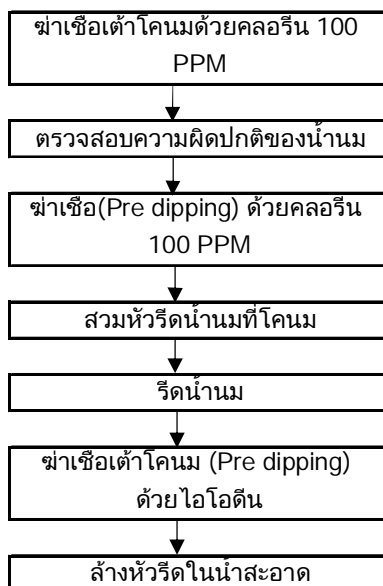 ฆ่าเชื้อเต้าโคนมด้วยคลอรีน 100
PPM
ตรวจสอบความผิดปกติของน้ำนม
ฆ่าเชื้อ(Pre dipping) ด้วยคลอรีน
100 PPM
สวมหัวรีดน้ำนมที่โคนม
รีดน้ำนม
ฆ่าเชื้อเต้าโคนม (Pre dipping)
ด้วยไอโอดีน
ล้างหัวรีดในน้ำสะอาด